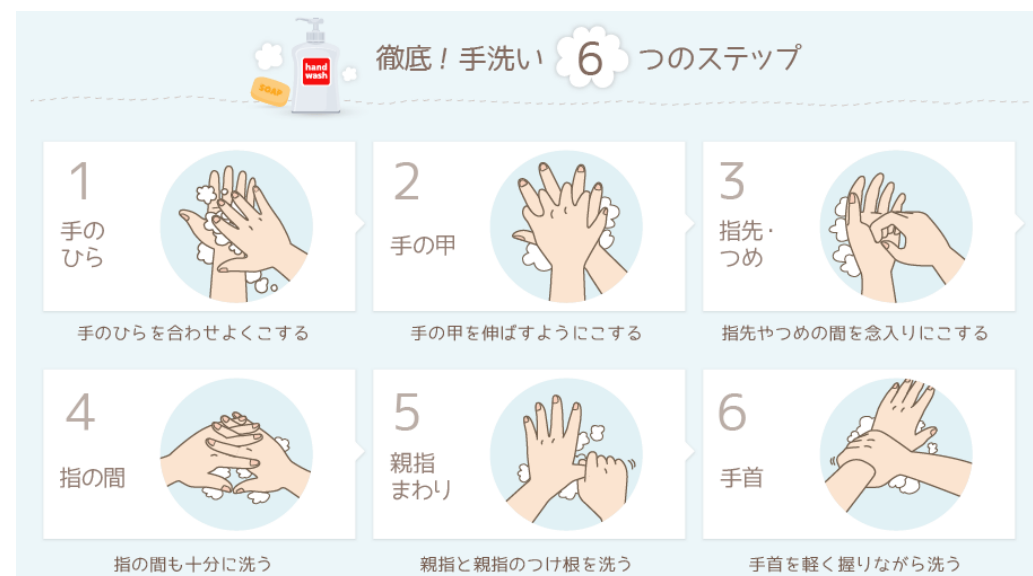 徹底!手洗い 6 つのステップ
hand
wash
SOAP
1
手の
ひら
手のひらを合わせよくこする
2
手の甲
手の甲を伸ばすようにこする
3
指先・
つめ
指先やつめの間を念入りにこする
4
指の間
指の間も十分に洗う
5
親指
まわり
親指と親指のつけ根を洗う
6
手首
手首を軽く握りながら洗う